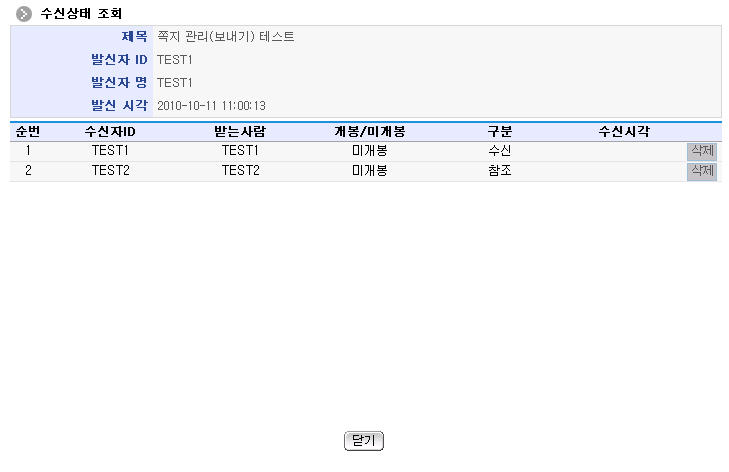 수신상태 조회
제목 쪽지 관리(보내기) 테스트
발신자 ID TEST1
발신자 명 TEST1
발신 시각 2010-10-11 11:00:13
순번 수신자ID 받는사람 개봉/미개봉 구분 수신시각
1 TEST1 TEST1 미개봉 수신 삭제
2 TEST2 TEST2 미개봉 참조 삭제
닫기